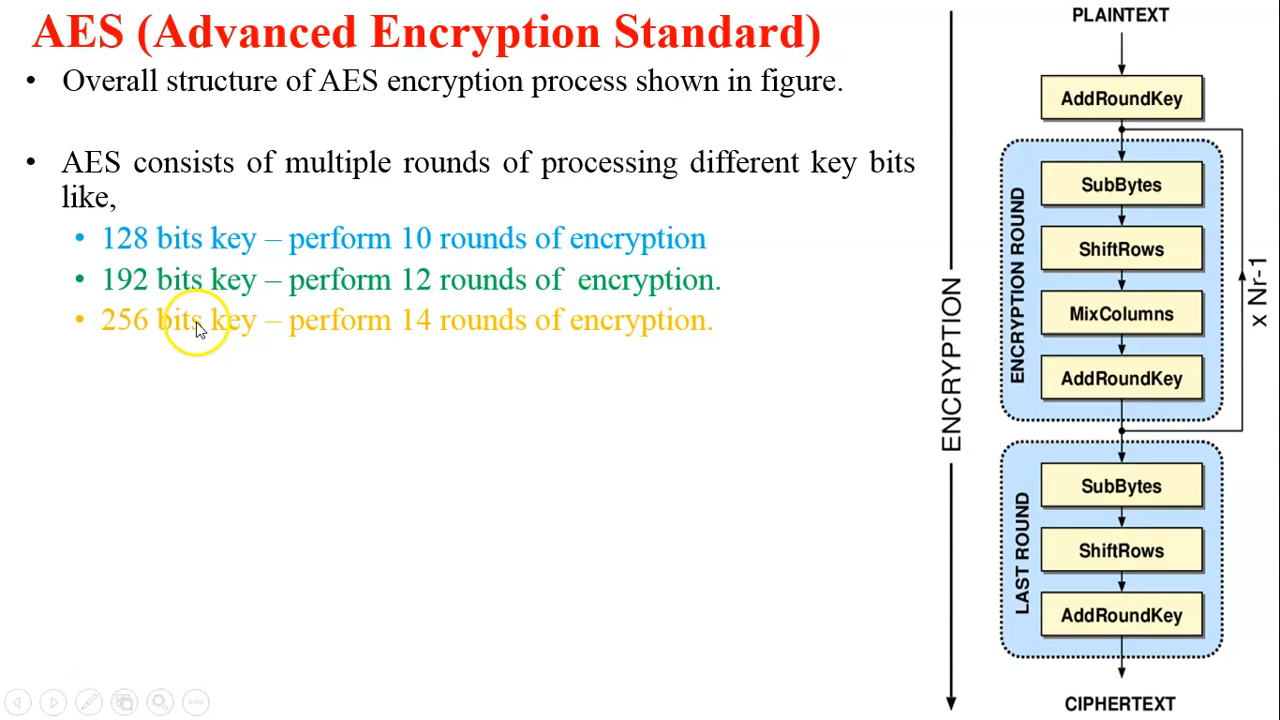 AES (Advanced Encryption Standard)
• Overall structure of AES encryption process shown in figure.
• AES consists of multiple rounds of processing different key bits
like,
• 128 bits key – perform 10 rounds of encryption
• 192 bits key – perform 12 rounds of encryption.
• 256 bits key – perform 14 rounds of encryption.
ENCRYPTION
PLAINTEXT
AddRoundKey
ENCRYPTION ROUND
SubBytes
ShiftRows
MixColumns
AddRoundKey
x Nr-1
LAST ROUND
SubBytes
ShiftRows
AddRoundKey
CIPHERTEXT